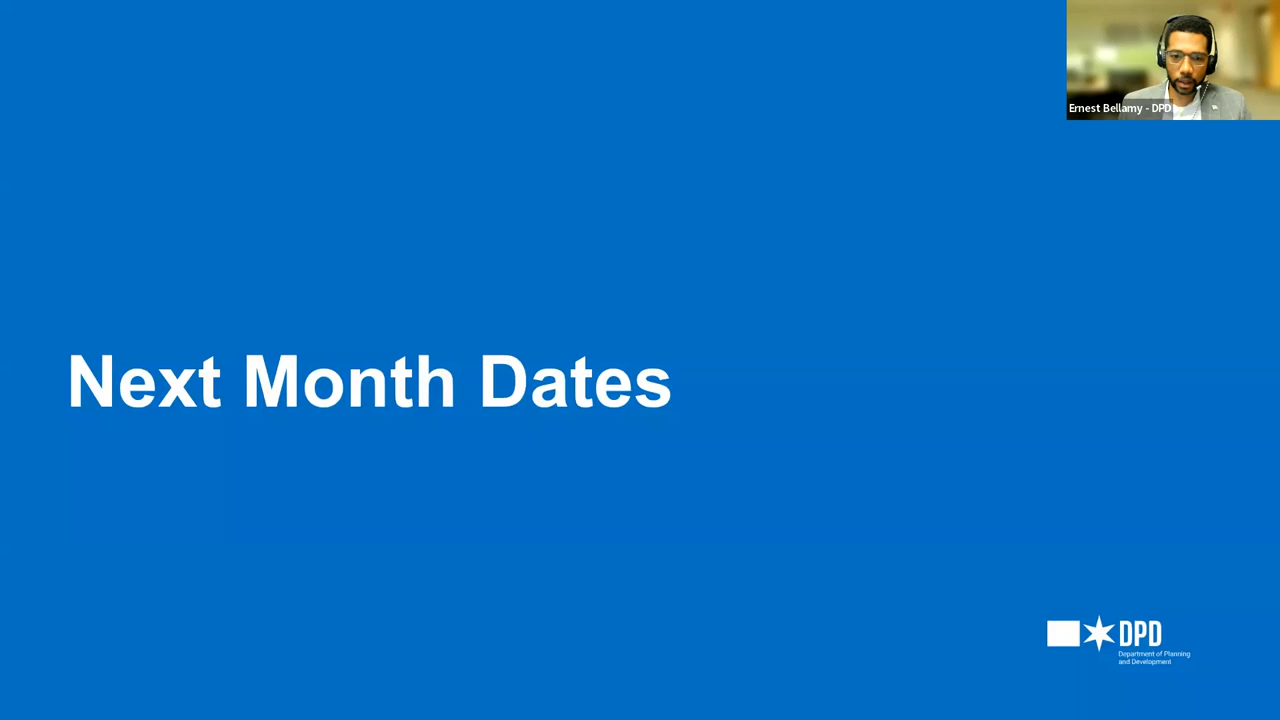 Ernest Bellamy - DPD
Next Month Dates
DPD
Department of Planning
and Development